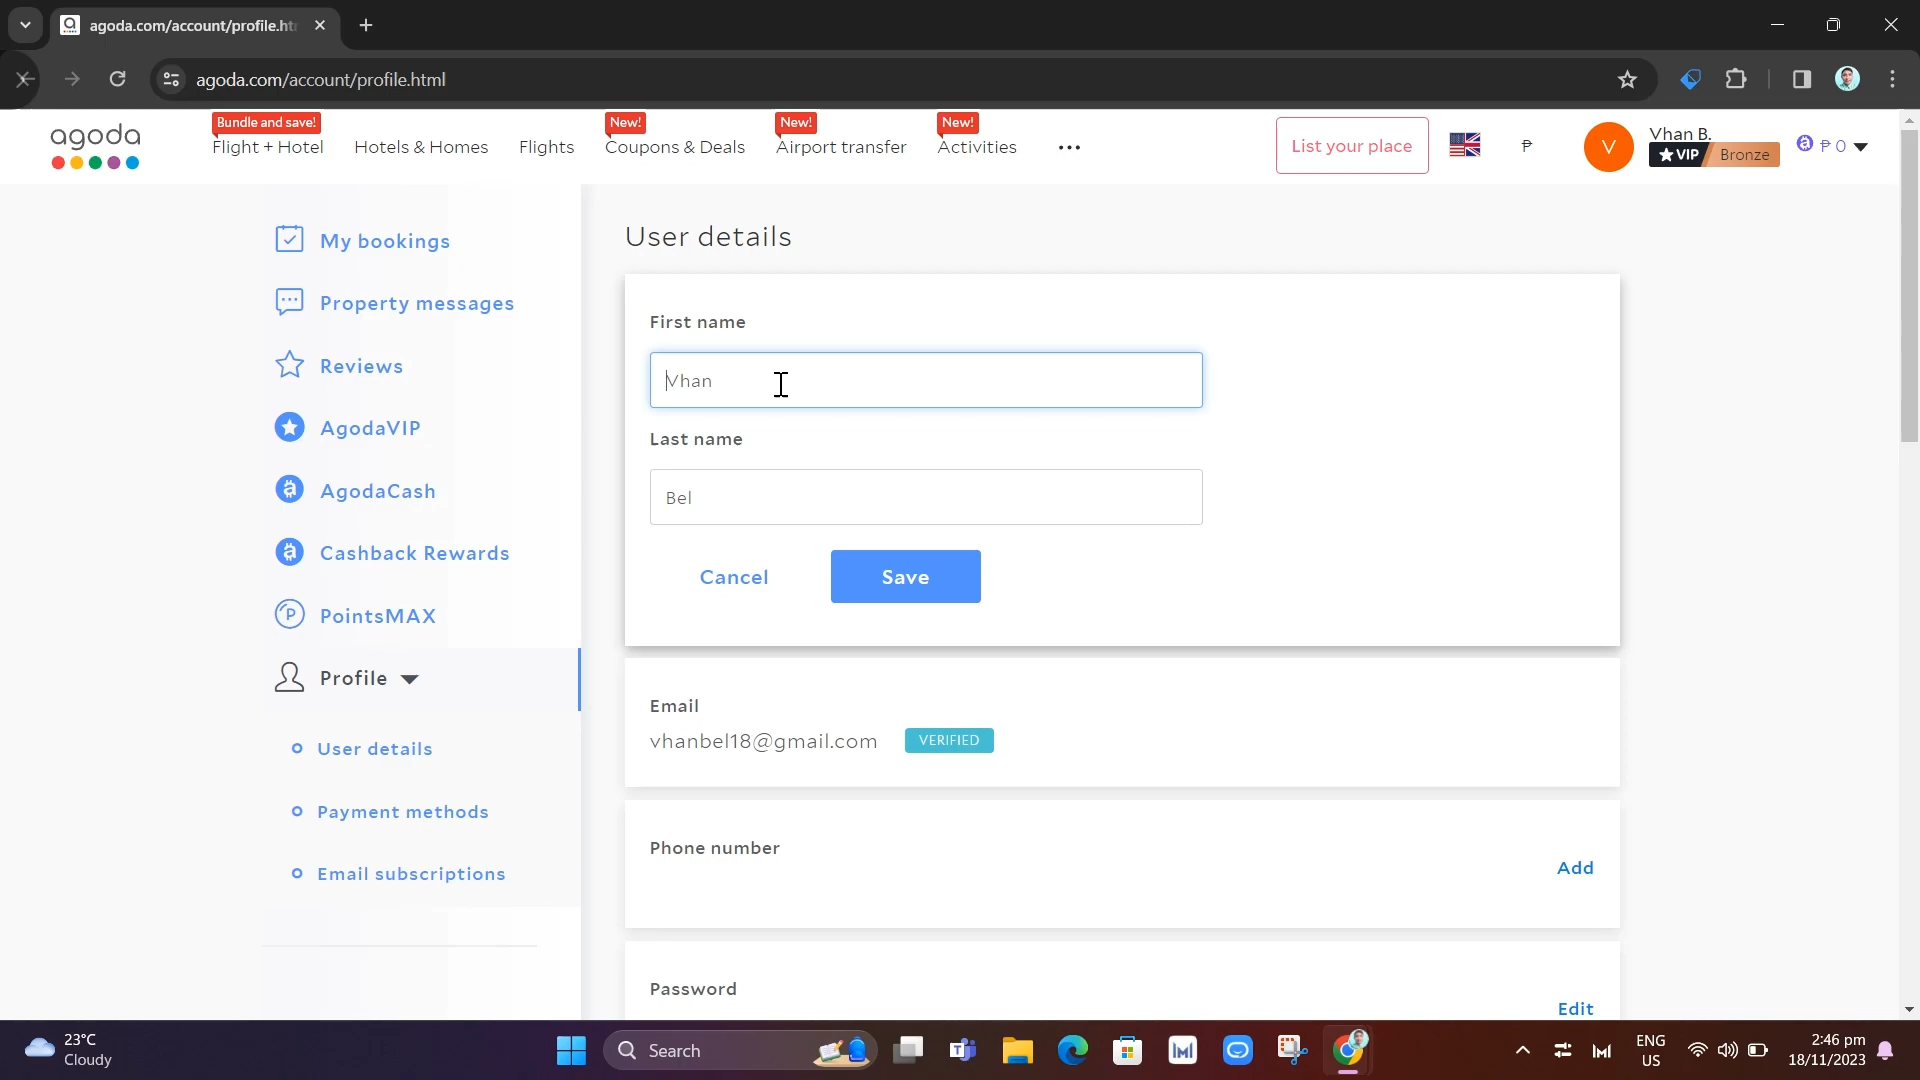 agoda.com/account/profile.ht
agoda.com/account/profile.html
agoda
Bundle and save!
Flight + Hotel
Hotels & Homes
Flights
New!
Coupons & Deals
New!
Airport transfer
New!
Activities
List your place
₱
V
Vhan B.
VIP Bronze
₱ 0
My bookings
Property messages
Reviews
AgodaVIP
AgodaCash
Cashback Rewards
PointsMAX
Profile
User details
Payment methods
Email subscriptions
User details
First name
Vhan
Last name
Bel
Cancel
Save
Email
vhanbel18@gmail.com
VERIFIED
Phone number
Add
Password
Edit
23°C
Cloudy
Search
ENG
US
2:46 pm
18/11/2023